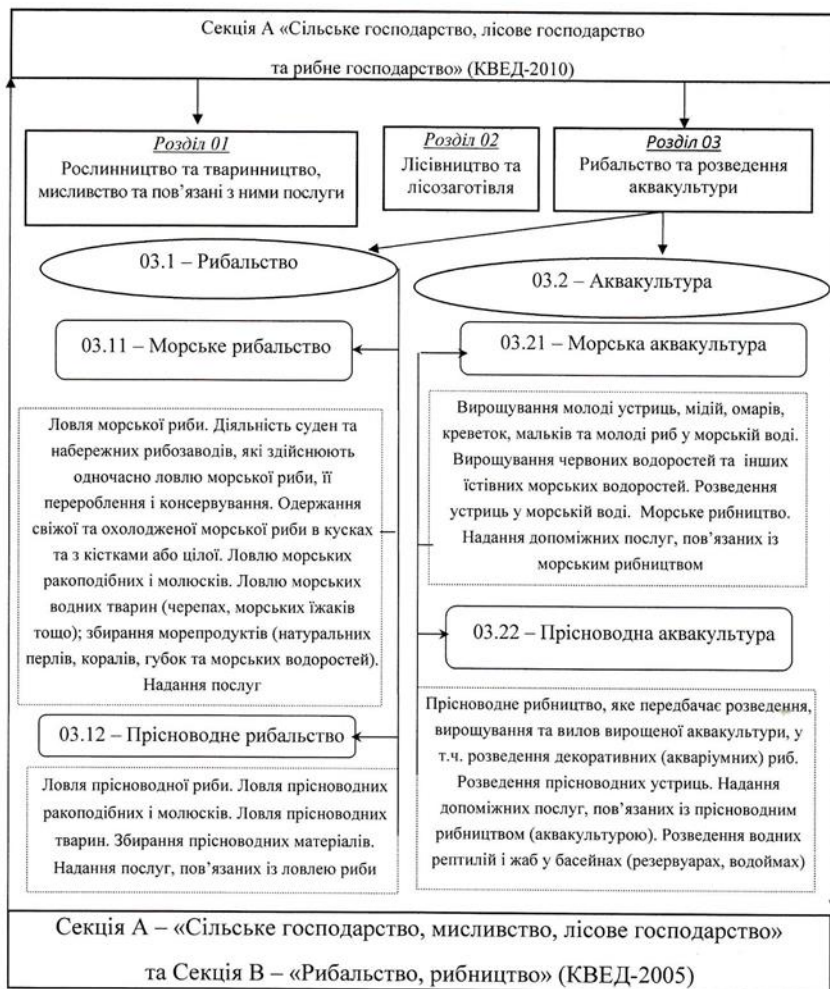 Секція А «Сільське господарство, лісове господарство
та рибне господарство» (КВЕД-2010)
Розділ 01
Рослинництво та тваринництво,
мисливство та пов’язані з ними послуги
Розділ 02
Лісівництво та
лісозаготівля
Розділ 03
Рибальство та розведення
аквакультури
03.1 – Рибальство
03.2 – Аквакультура
03.11 – Морське рибальство
Ловля морської риби. Діяльність суден та
набережних рибозаводів, які здійснюють
одночасно ловлю морської риби, її
перероблення і консервування. Одержання
свіжої та охолодженої морської риби в кусках
та з кістками або цілої. Ловлю морських
ракоподібних і молюсків. Ловлю морських
водних тварин (черепах, морських їжаків
тощо); збирання морепродуктів (натуральних
перлів, коралів, губок та морських водоростей).
Надання послуг
03.12 – Прісноводне рибальство
Ловля прісноводної риби. Ловля прісноводних
ракоподібних і молюсків. Ловля прісноводних
тварин. Збирання прісноводних матеріалів.
Надання послуг, пов’язаних із ловлею риби
03.21 – Морська аквакультура
Вирощування молоді устриць, мідій, омарів,
креветок, мальків та молоді риб у морській воді.
Вирощування червоних водоростей та інших
їстівних морських водоростей. Розведення
устриць у морській воді. Морське рибництво.
Надання допоміжних послуг, пов’язаних із
морським рибництвом
03.22 – Прісноводна аквакультура
Прісноводне рибництво, яке передбачає розведення,
вирощування та вилов вирощеної аквакультури, у
т.ч. розведення декоративних (акваріумних) риб.
Розведення прісноводних устриць. Надання
допоміжних послуг, пов’язаних із прісноводним
рибництвом (аквакультурою). Розведення водних
рептилій і жаб у басейнах (резервуарах, водоймах)
Секція А – «Сільське господарство, мисливство, лісове господарство»
та Секція В – «Рибальство, рибництво» (КВЕД-2005)